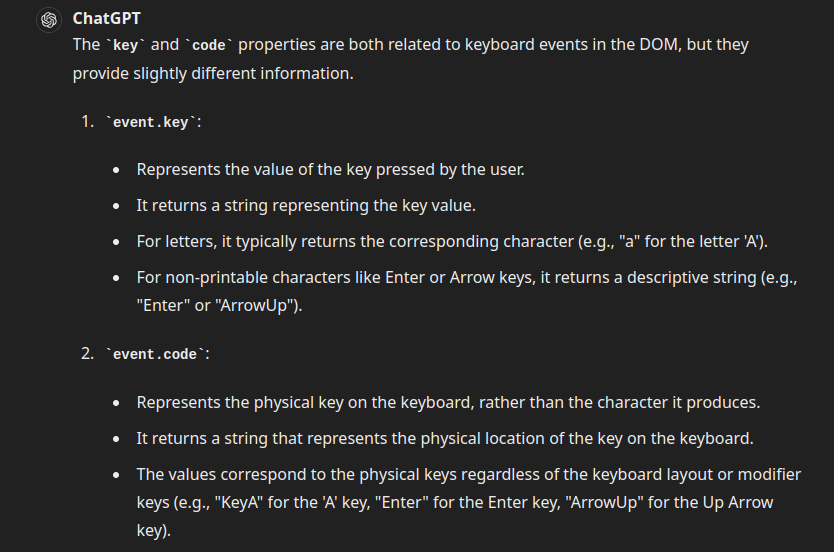 ChatGPT
The `key` and `code` properties are both related to keyboard events in the DOM, but they
provide slightly different information.
1. `event.key`:
• Represents the value of the key pressed by the user.
• It returns a string representing the key value.
• For letters, it typically returns the corresponding character (e.g., "a" for the letter 'A').
• For non-printable characters like Enter or Arrow keys, it returns a descriptive string (e.g.,
"Enter" or "ArrowUp").
2. `event.code`:
• Represents the physical key on the keyboard, rather than the character it produces.
• It returns a string that represents the physical location of the key on the keyboard.
• The values correspond to the physical keys regardless of the keyboard layout or modifier
keys (e.g., "KeyA" for the 'A' key, "Enter" for the Enter key, "ArrowUp" for the Up Arrow
key).